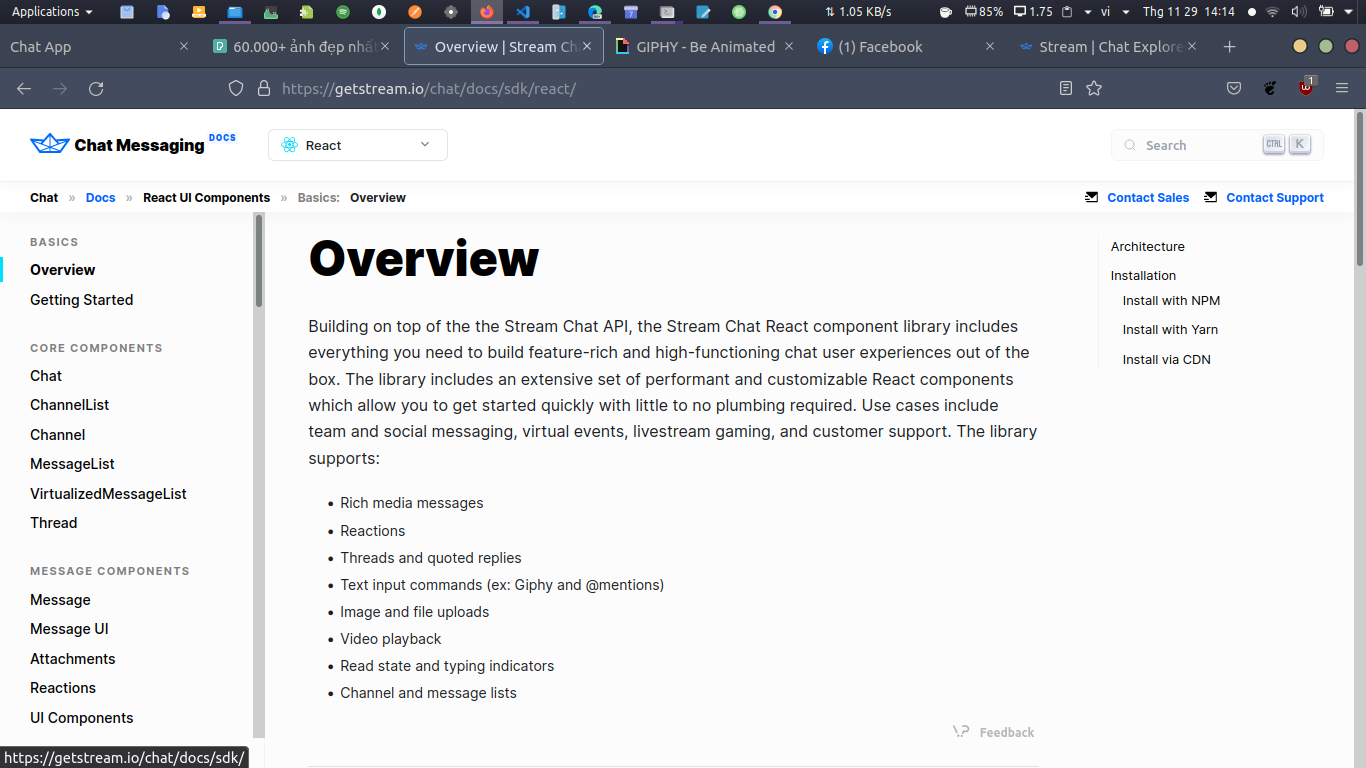 Applications
1.05 KB/s
85%
1.75
vi
Thg 11 29 14:14
Chat App
60.000+ ảnh đẹp nhất
Overview | Stream Ch
GIPHY - Be Animated
(1) Facebook
Stream | Chat Explore
https://getstream.io/chat/docs/sdk/react/
1
Chat Messaging DOCS
React
Search
CTRL K
Chat » Docs » React UI Components » Basics: Overview
Contact Sales
Contact Support
BASICS
Overview
Getting Started
CORE COMPONENTS
Chat
ChannelList
Channel
MessageList
VirtualizedMessageList
Thread
MESSAGE COMPONENTS
Message
Message UI
Attachments
Reactions
UI Components
https://getstream.io/chat/docs/sdk/
Overview
Building on top of the the Stream Chat API, the Stream Chat React component library includes
everything you need to build feature-rich and high-functioning chat user experiences out of the
box. The library includes an extensive set of performant and customizable React components
which allow you to get started quickly with little to no plumbing required. Use cases include
team and social messaging, virtual events, livestream gaming, and customer support. The library
supports:
• Rich media messages
• Reactions
• Threads and quoted replies
• Text input commands (ex: Giphy and @mentions)
• Image and file uploads
• Video playback
• Read state and typing indicators
• Channel and message lists
Feedback
Architecture
Installation
Install with NPM
Install with Yarn
Install via CDN